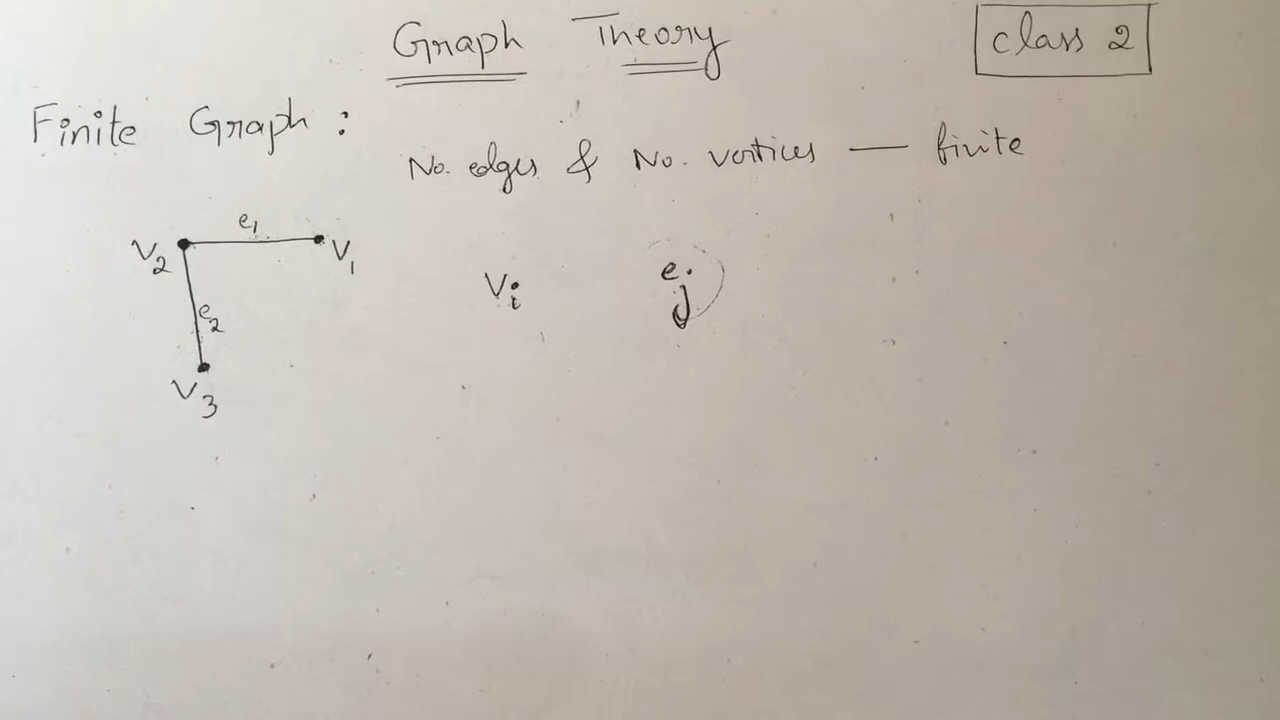 Graph Theory
class 2
Finite Graph :
No. edges & No. vertices — finite
e1
V2
V1
Vi
ej
e2
V3